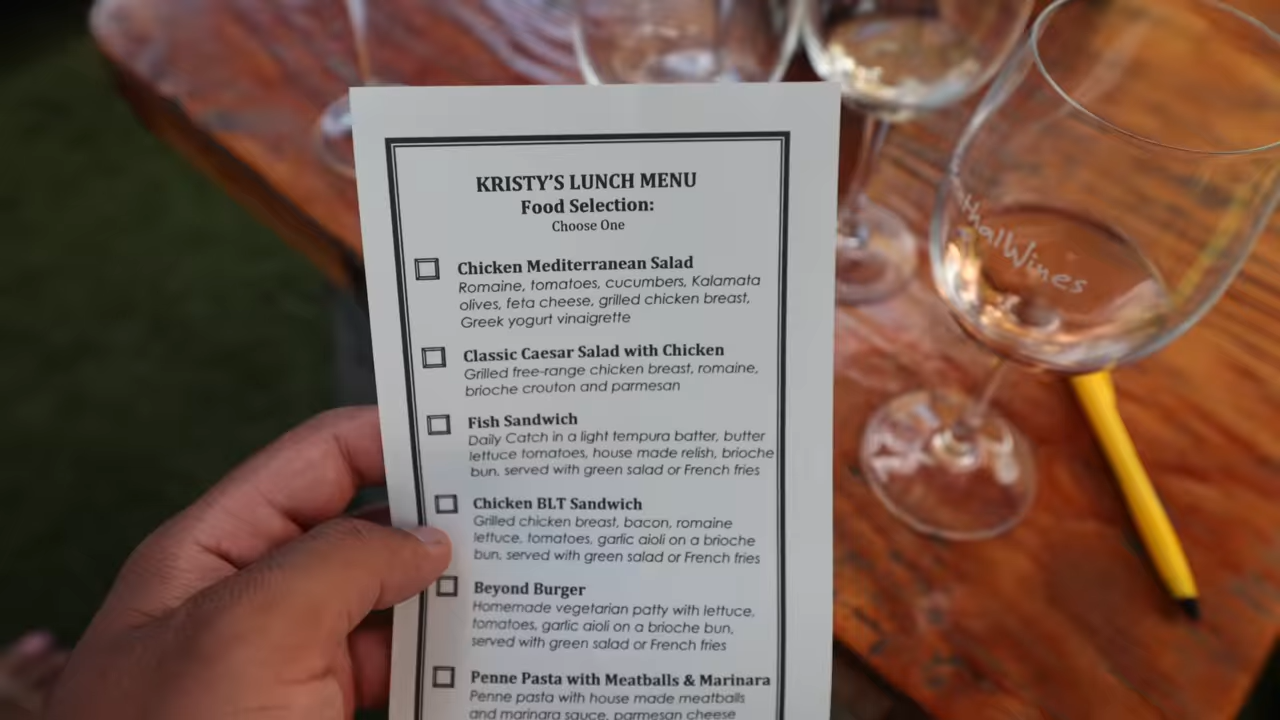 KRISTY'S LUNCH MENU
Food Selection:
Choose One
Chicken Mediterranean Salad
Romaine, tomatoes, cucumbers, Kalamata
olives, feta cheese, grilled chicken breast,
Greek yogurt vinaigrette
Classic Caesar Salad with Chicken
Grilled free-range chicken breast, romaine,
brioche crouton and parmesan
Fish Sandwich
Daily Catch in a light tempura batter, butter
lettuce tomatoes, house made relish, brioche
bun, served with green salad or French fries
Chicken BLT Sandwich
Grilled chicken breast, bacon, romaine
lettuce, tomatoes, garlic aioli on a brioche
bun, served with green salad or French fries
Beyond Burger
Homemade vegetarian patty with lettuce,
tomatoes, garlic aioli on a brioche bun,
served with green salad or French fries
Penne Pasta with Meatballs & Marinara
Penne pasta with house made meatballs
and marinara sauce, parmesan cheese